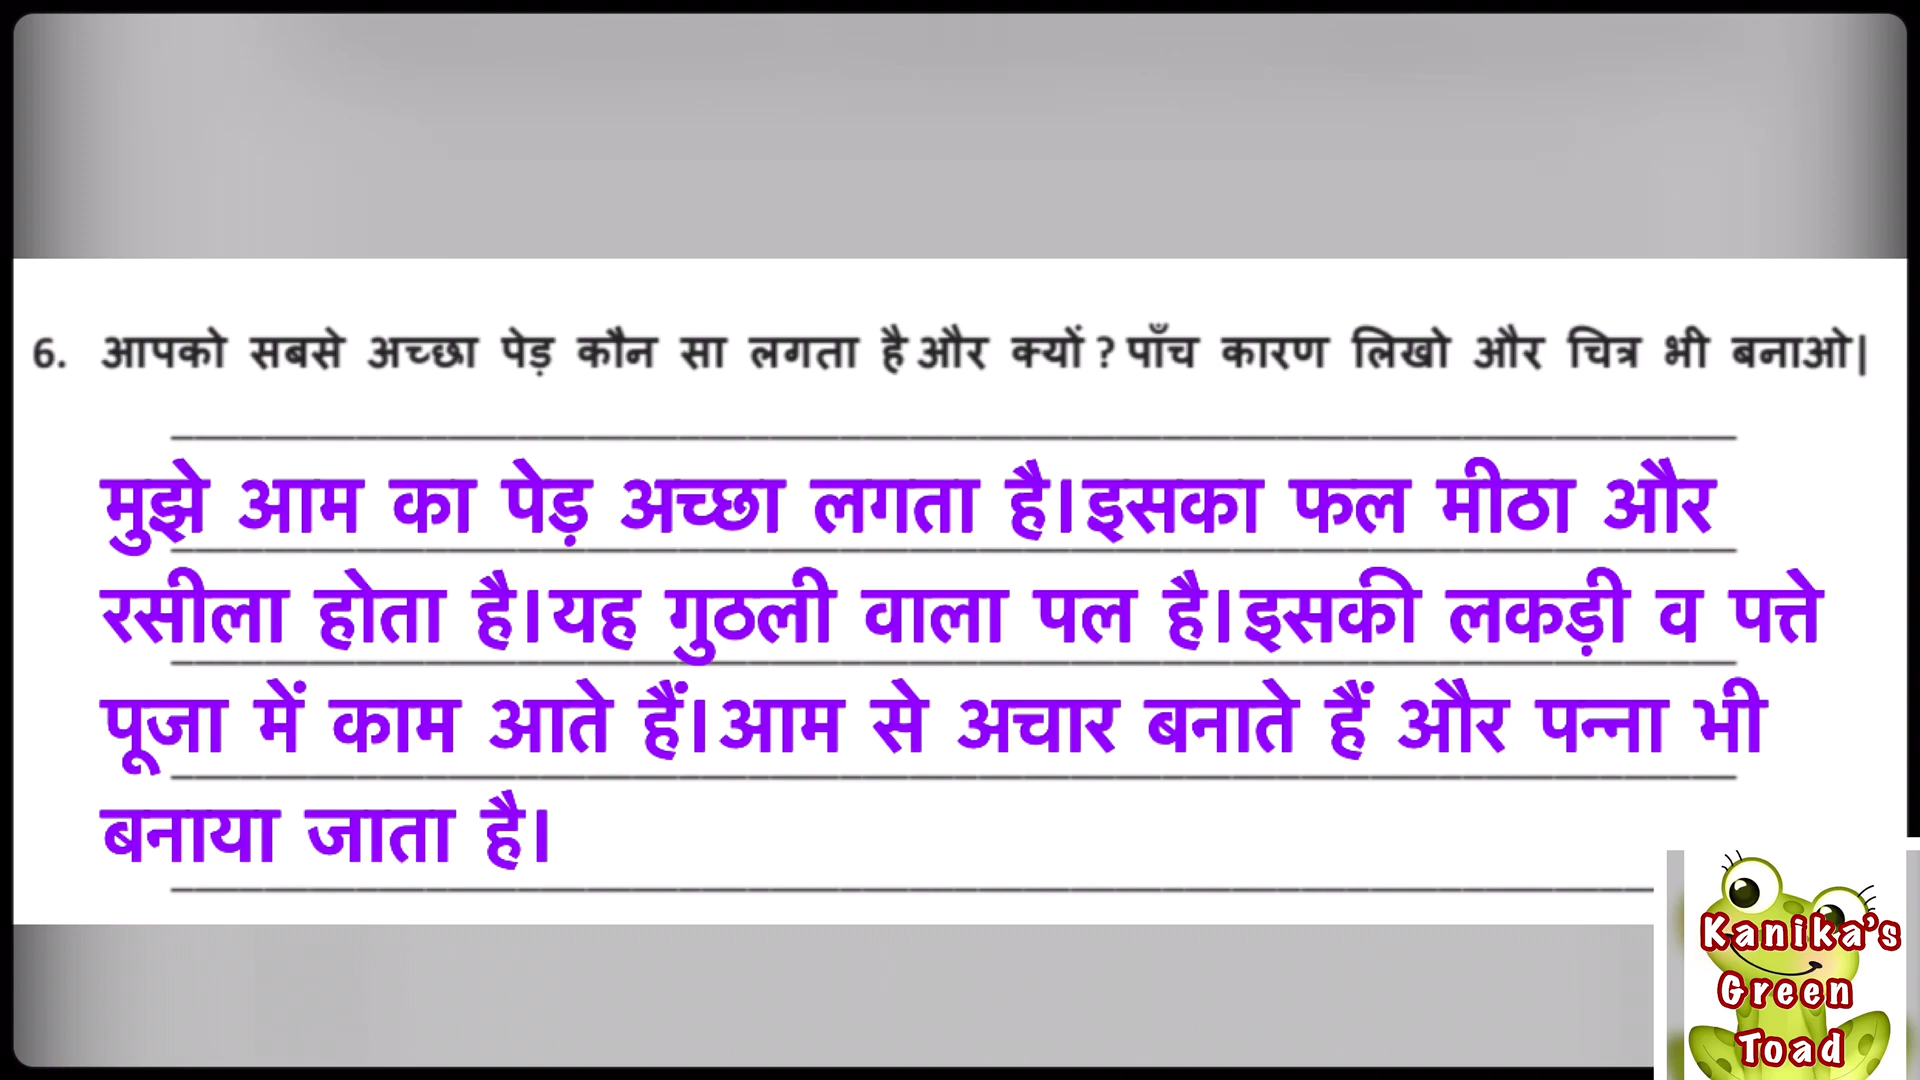 6. आपको सबसे अच्छा पेड़ कौन सा लगता है और क्यों ? पाँच कारण लिखो और चित्र भी बनाओ|
मुझे आम का पेड़ अच्छा लगता है।इसका फल मीठा और
रसीला होता है।यह गुठली वाला पल है।इसकी लकड़ी व पत्ते
पूजा में काम आते हैं।आम से अचार बनाते हैं और पन्ना भी
बनाया जाता है।
Kanika's
Green
Toad